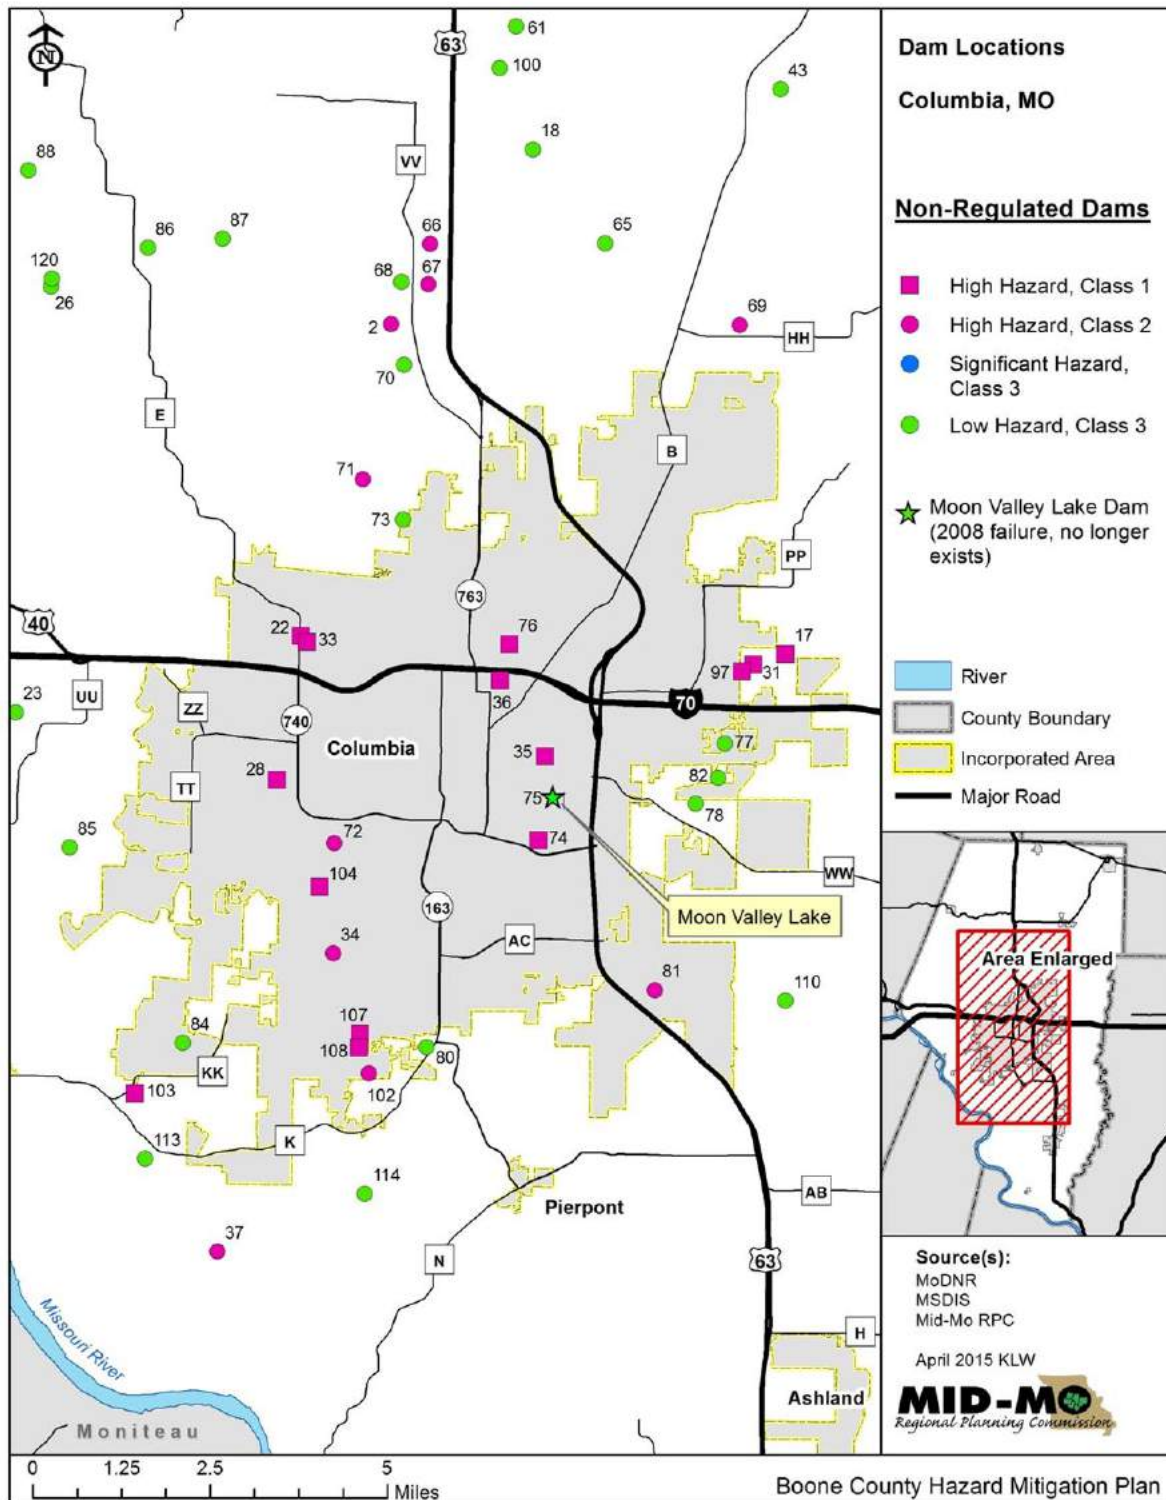 Dam Locations
Columbia, MO
Non-Regulated Dams
High Hazard, Class 1
High Hazard, Class 2
Significant Hazard,
Class 3
Low Hazard, Class 3
Moon Valley Lake Dam
(2008 failure, no longer
exists)
River
County Boundary
Incorporated Area
Major Road
N
61
63
100
43
18
88
VV
87
86
66
65
120
68
67
26
69
2
HH
70
E
B
71
73
PP
763
40
22
33
76
17
97
31
23
UU
36
ZZ
70
740
Columbia
77
35
28
82
TT
75
78
85
72
74
104
WW
163
Moon Valley Lake
34
AC
81
110
Area Enlarged
107
84
108
80
KK
103
102
K
113
114
AB
Pierpont
37
N
63
Missouri River
H
Ashland
Moniteau
Source(s):
MoDNR
MSDIS
Mid-Mo RPC
April 2015 KLW
MID-MO
Regional Planning Commission
0 1.25 2.5 5
Miles
Boone County Hazard Mitigation Plan